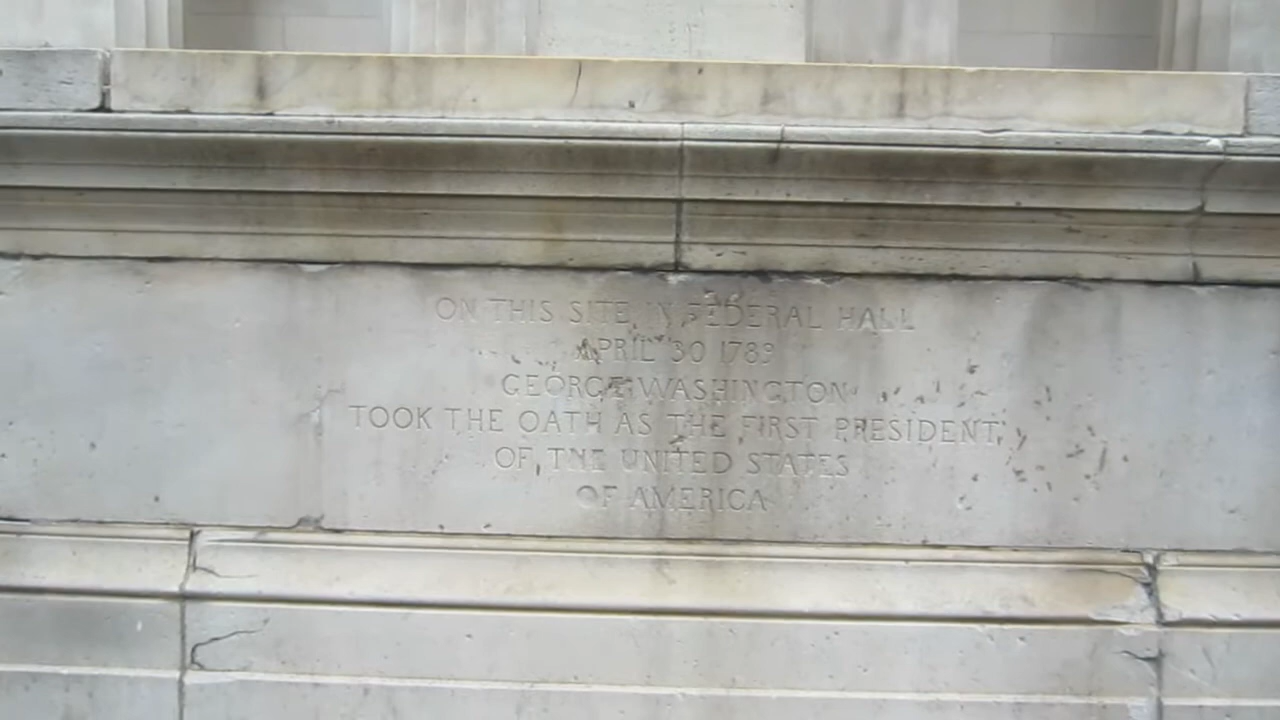 ON THIS SITE IN FEDERAL HALL
APRIL 30 1789
GEORGE WASHINGTON
TOOK THE OATH AS THE FIRST PRESIDENT
OF THE UNITED STATES
OF AMERICA